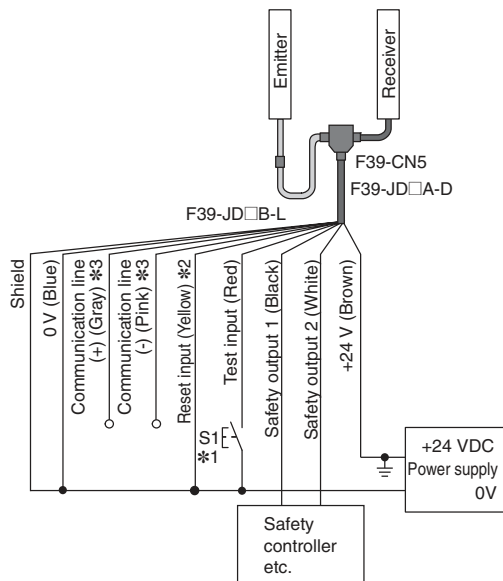 Emitter
Receiver
F39-CN5
F39-JD□A-D
F39-JD□B-L
Shield
0 V (Blue)
Communication line
(+) (Gray) *3
Communication line
(-) (Pink) *3
Reset input (Yellow) *2
Test input (Red)
Safety output 1 (Black)
Safety output 2 (White)
+24 V (Brown)
S1
*1
+24 VDC
Power supply
0V
Safety
controller
etc.